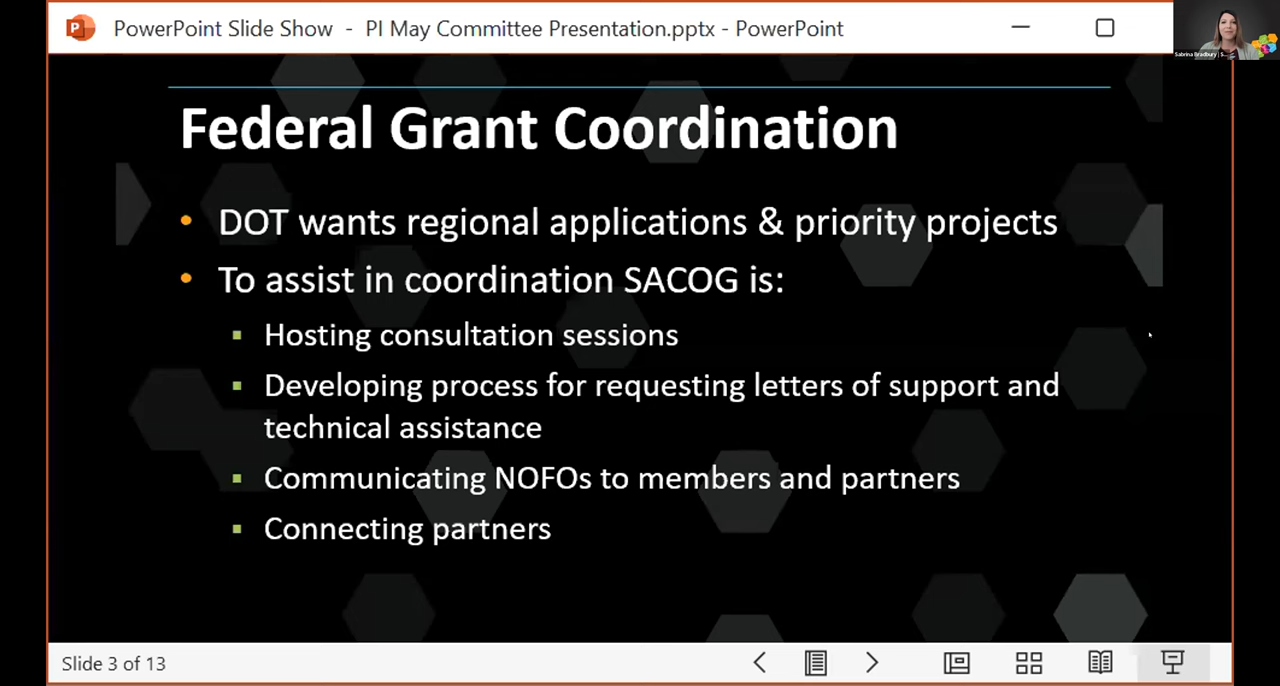 PowerPoint Slide Show - PI May Committee Presentation.pptx - PowerPoint
Sabrina Bradbury
Federal Grant Coordination
• DOT wants regional applications & priority projects
• To assist in coordination SACOG is:
▪ Hosting consultation sessions
▪ Developing process for requesting letters of support and
technical assistance
▪ Communicating NOFOs to members and partners
▪ Connecting partners
Slide 3 of 13